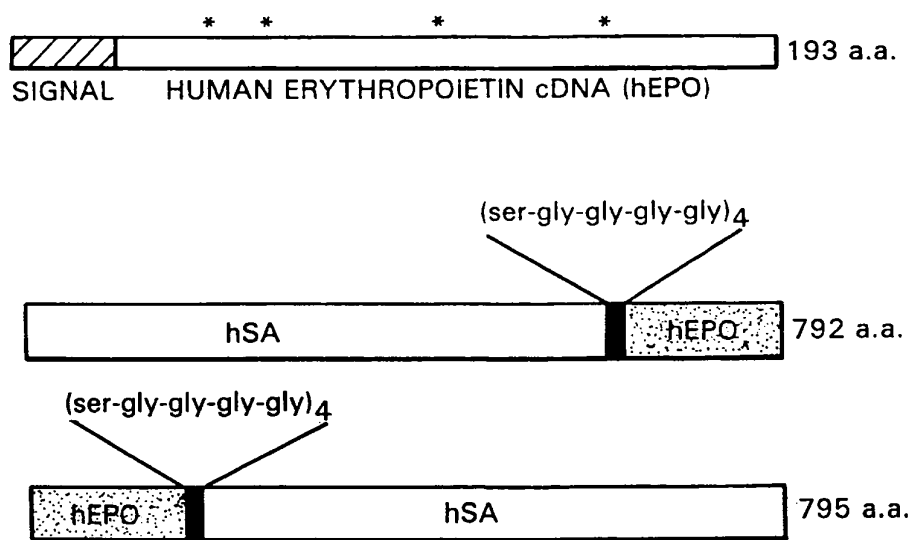 * * * *
193 a.a.
SIGNAL HUMAN ERYTHROPOIETIN cDNA (hEPO)
(ser-gly-gly-gly-gly)4
hSA hEPO 792 a.a.
(ser-gly-gly-gly-gly)4
hEPO hSA 795 a.a.